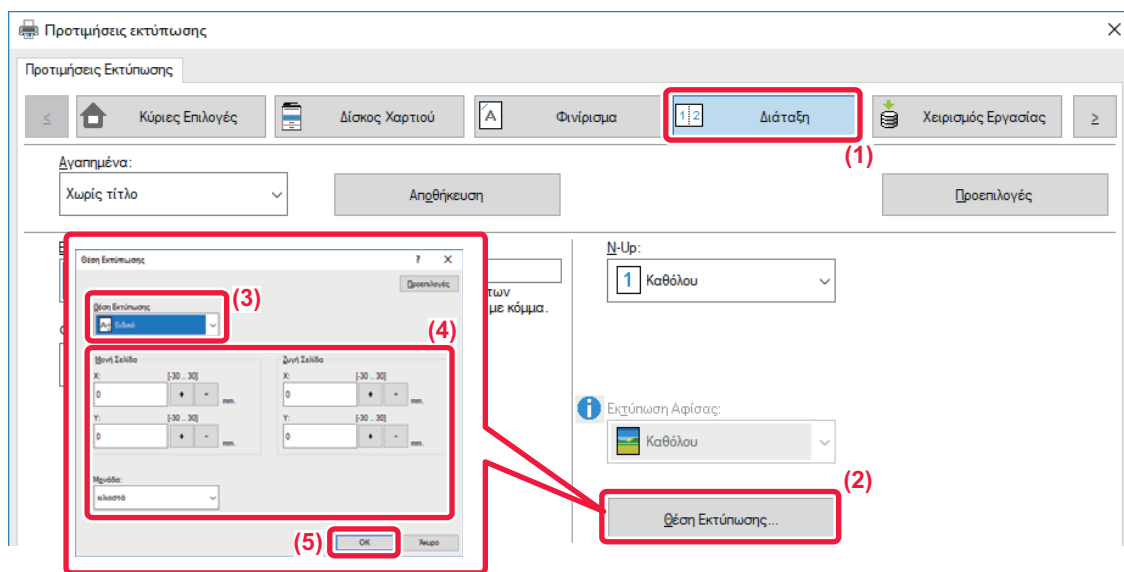 Προτιμήσεις εκτύπωσης
Προτιμήσεις Εκτύπωσης
< Κύριες Επιλογές Δίσκος Χαρτιού A Φινίρισμα 1 2 Διάταξη Χειρισμός Εργασίας >
(1)
Αγαπημένα:
Χωρίς τίτλο Αποθήκευση Προεπιλογές
N-Up:
1 Καθόλου
των
με κόμμα.
Θέση Εκτύπωσης ? X
Προεπιλογές
(3)
Θέση Εκτύπωσης
Ειδικό
(4)
Μονή Σελίδα Ζυγή Σελίδα
X: [-30 .. 30] X: [-30 .. 30]
0 + - mm. 0 + - mm.
Y: [-30 .. 30] Y: [-30 .. 30]
0 + - mm. 0 + - mm.
Μονάδα:
χιλιοστά
(5) OK Άκυρο
Εκτύπωση Αφίσας:
Καθόλου
(2)
Θέση Εκτύπωσης...